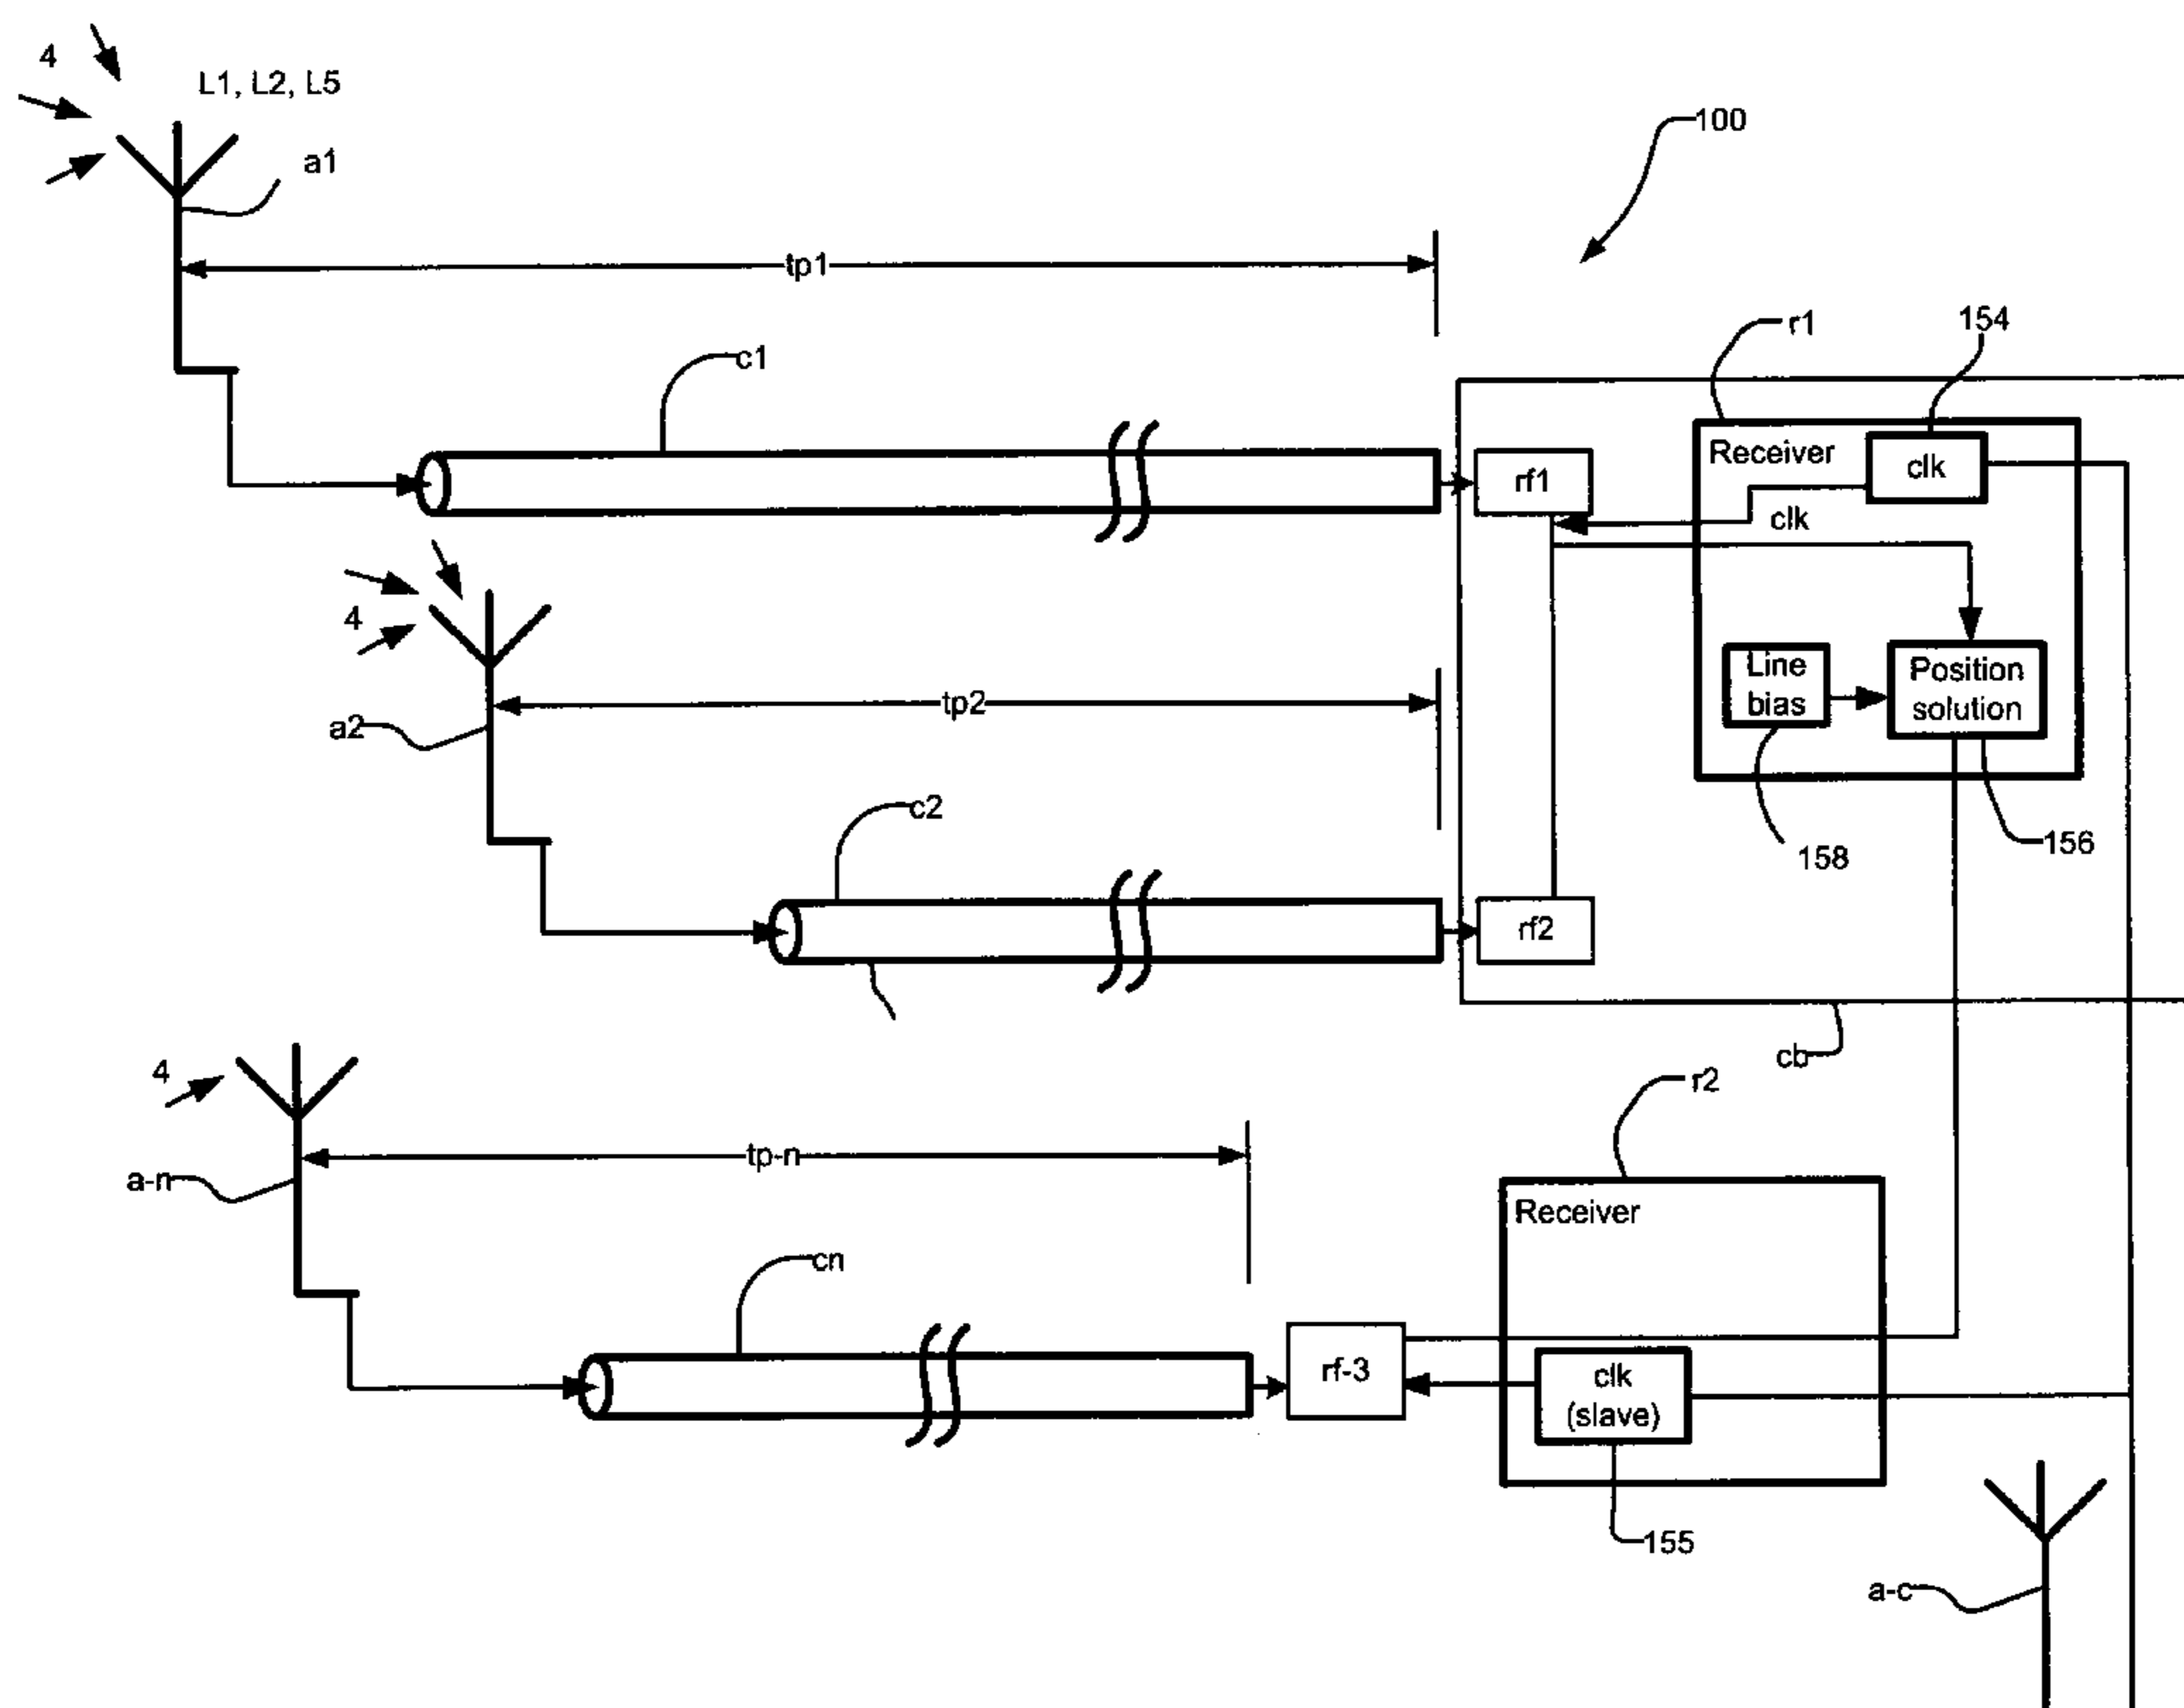 4
L1, L2, L5
a1
100
tp1
r1
154
c1
Receiver
clk
rf1
clk
4
Line
bias
Position
solution
tp2
a2
c2
158
156
rf2
cb
4
r2
tp-n
a-n
Receiver
cn
rf-3
clk
(slave)
155
a-c